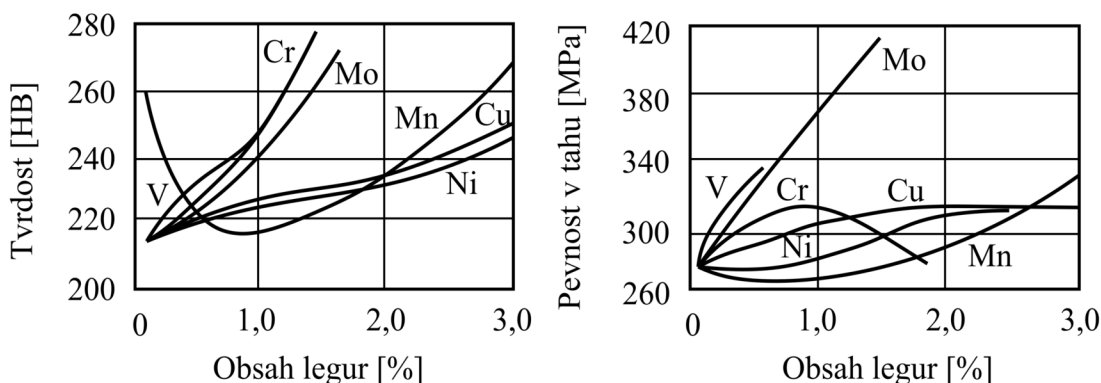 Tvrdost [HB]
280
260
240
220
200
Cr
Mo
Mn
Cu
V
Ni
0
1,0
2,0
3,0
Obsah legur [%]
Pevnost v tahu [MPa]
420
380
340
300
260
Mo
V
Cr
Cu
Ni
Mn
0
1,0
2,0
3,0
Obsah legur [%]